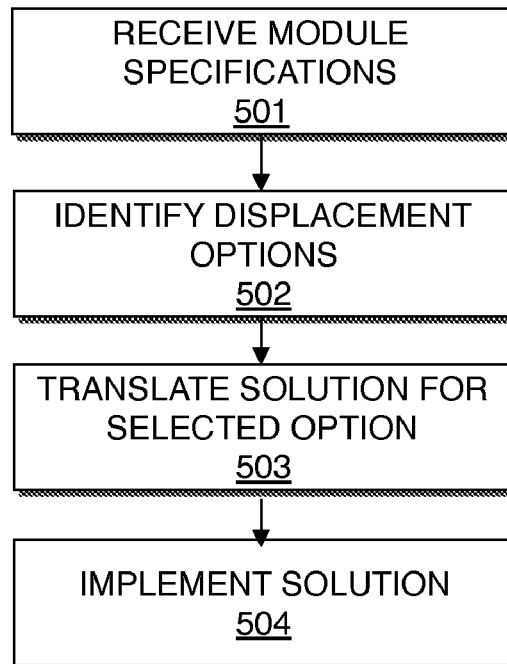 RECEIVE MODULE
SPECIFICATIONS
501
IDENTIFY DISPLACEMENT
OPTIONS
502
TRANSLATE SOLUTION FOR
SELECTED OPTION
503
IMPLEMENT SOLUTION
504